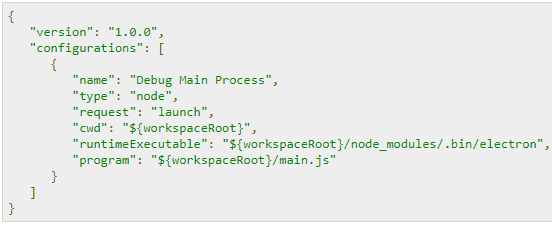 {
"version": "1.0.0",
"configurations": [
{
"name": "Debug Main Process",
"type": "node",
"request": "launch",
"cwd": "${workspaceRoot}",
"runtimeExecutable": "${workspaceRoot}/node_modules/.bin/electron",
"program": "${workspaceRoot}/main.js"
}
]
}